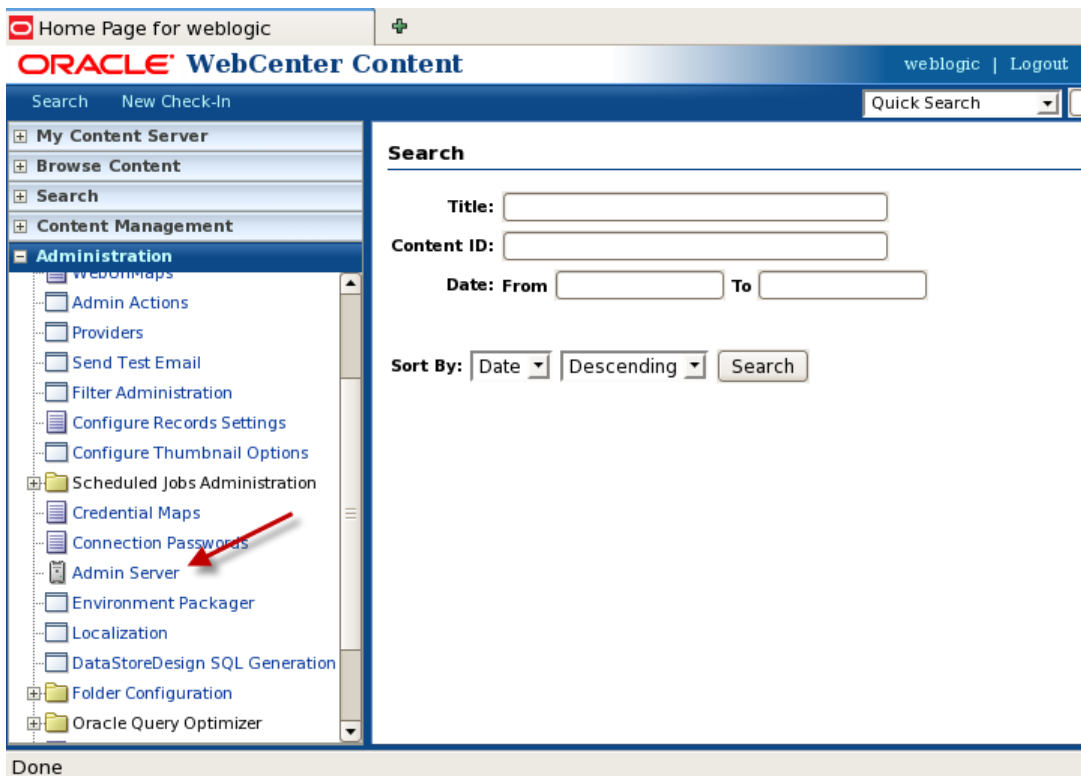 Home Page for weblogic
ORACLE WebCenter Content
weblogic | Logout
Search New Check-In
Quick Search
My Content Server
Browse Content
Search
Content Management
Administration
WebUrlMaps
Admin Actions
Providers
Send Test Email
Filter Administration
Configure Records Settings
Configure Thumbnail Options
Scheduled Jobs Administration
Credential Maps
Connection Passwords
Admin Server
Environment Packager
Localization
DataStoreDesign SQL Generation
Folder Configuration
Oracle Query Optimizer
Search
Title:
Content ID:
Date: From To
Sort By: Date Descending Search
Done